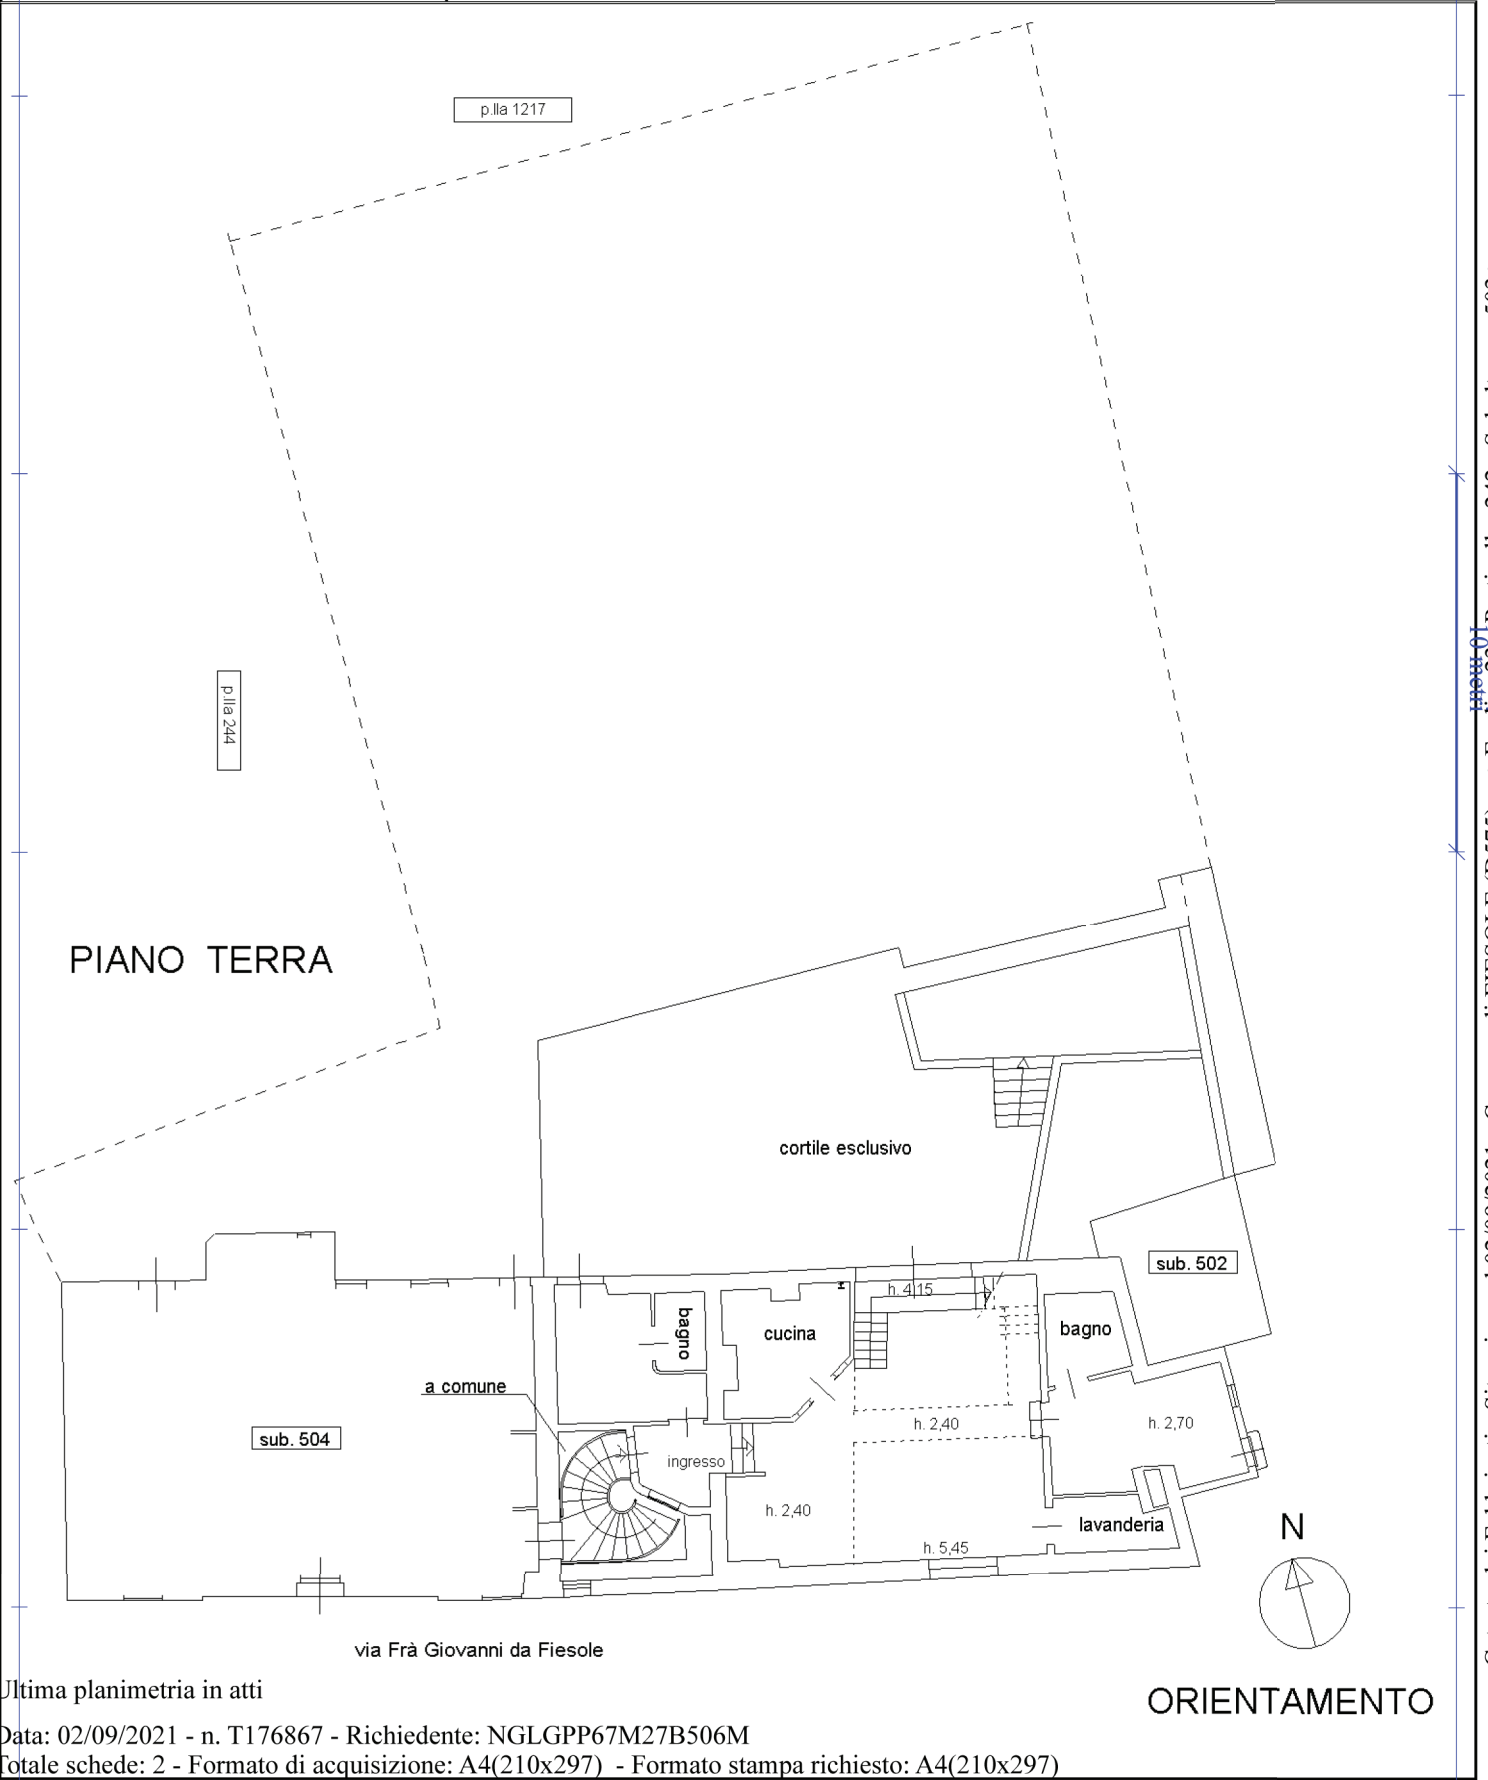 p.lla 1217
p.lla 244
10 metri
PIANO TERRA
cortile esclusivo
sub. 502
h. 4,15
bagno
cucina
bagno
a comune
sub. 504
h. 2,40
h. 2,70
ingresso
h. 2,40
lavanderia
h. 5,45
N
via Frà Giovanni da Fiesole
Ultima planimetria in atti
ORIENTAMENTO
Data: 02/09/2021 - n. T176867 - Richiedente: NGLGPP67M27B506M
Totale schede: 2 - Formato di acquisizione: A4(210x297) - Formato stampa richiesto: A4(210x297)